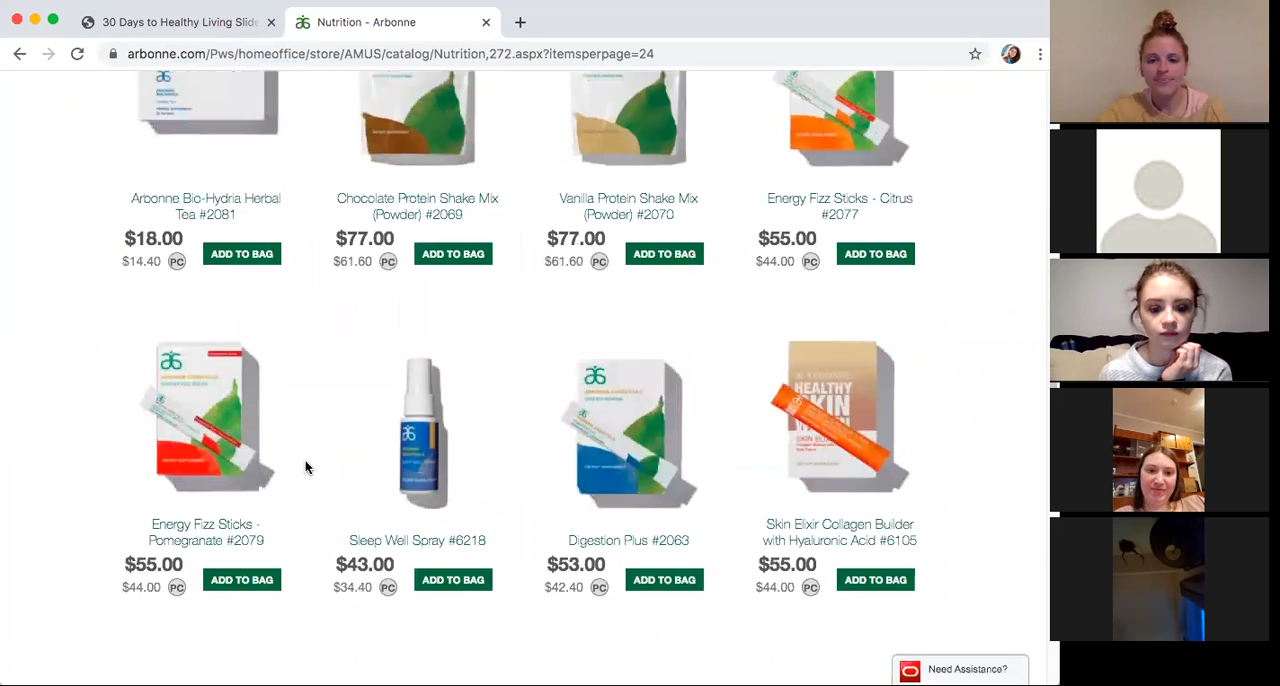 30 Days to Healthy Living Slide
Nutrition - Arbonne
arbonne.com/Pws/homeoffice/store/AMUS/catalog/Nutrition,272.aspx?itemsperpage=24
Arbonne Bio-Hydria Herbal
Tea #2081
$18.00
$14.40 PC
ADD TO BAG
Chocolate Protein Shake Mix
(Powder) #2069
$77.00
$61.60 PC
ADD TO BAG
Vanilla Protein Shake Mix
(Powder) #2070
$77.00
$61.60 PC
ADD TO BAG
Energy Fizz Sticks - Citrus
#2077
$55.00
$44.00 PC
ADD TO BAG
HEALTHY
SKIN
SKIN ELIXIR
Energy Fizz Sticks -
Pomegranate #2079
$55.00
$44.00 PC
ADD TO BAG
Sleep Well Spray #6218
$43.00
$34.40 PC
ADD TO BAG
Digestion Plus #2063
$53.00
$42.40 PC
ADD TO BAG
Skin Elixir Collagen Builder
with Hyaluronic Acid #6105
$55.00
$44.00 PC
ADD TO BAG
Need Assistance?